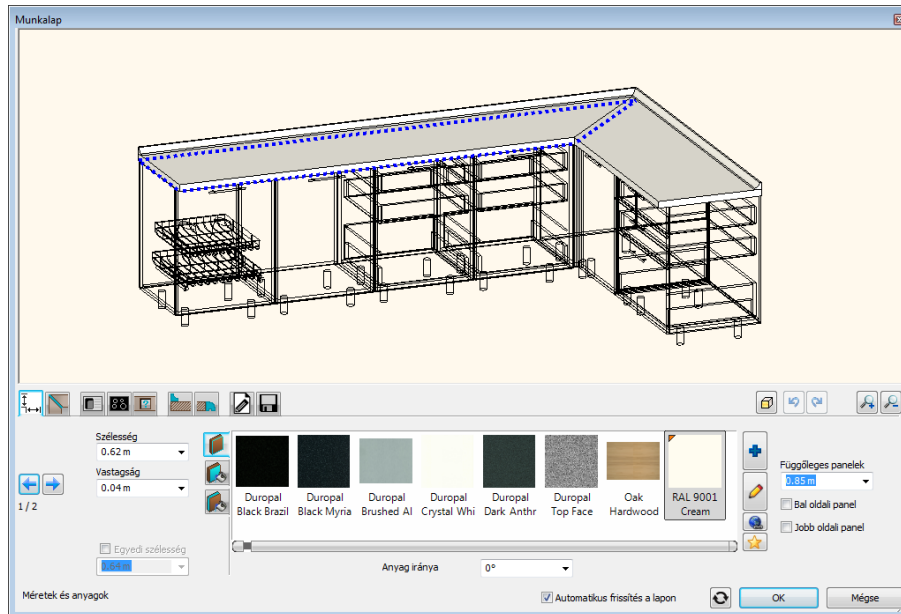 Munkalap
Szélesség
0.62 m
Vastagság
0.04 m
1 / 2
Egyedi szélesség
0.64 m
Duropal
Black Brazil
Duropal
Black Myria
Duropal
Brushed Al
Duropal
Crystal Whi
Duropal
Dark Anthr
Duropal
Top Face
Oak
Hardwood
RAL 9001
Cream
Anyag iránya
0°
Függőleges panelek
0.85 m
Bal oldali panel
Jobb oldali panel
Méretek és anyagok
Automatikus frissítés a lapon
OK
Mégse